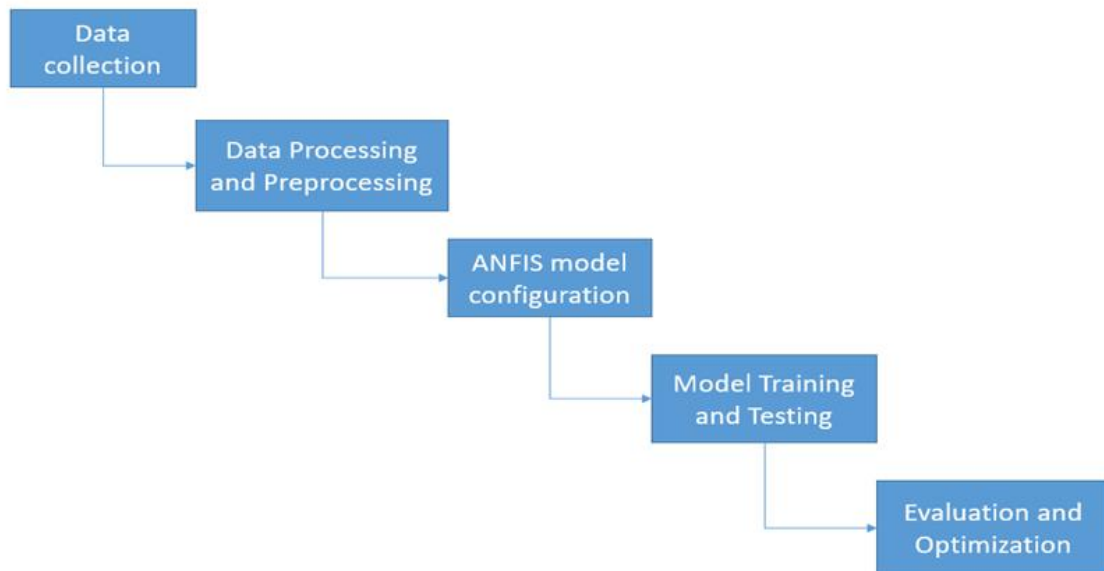 Data
collection
Data Processing
and Preprocessing
ANFIS model
configuration
Model Training
and Testing
Evaluation and
Optimization